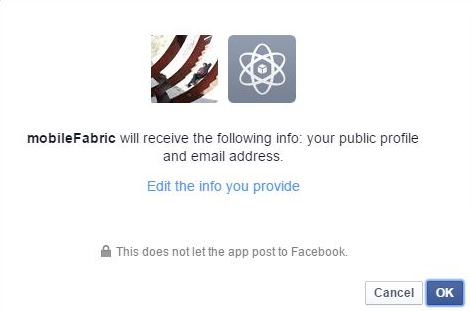 mobileFabric will receive the following info: your public profile
and email address.
Edit the info you provide
This does not let the app post to Facebook.
Cancel OK